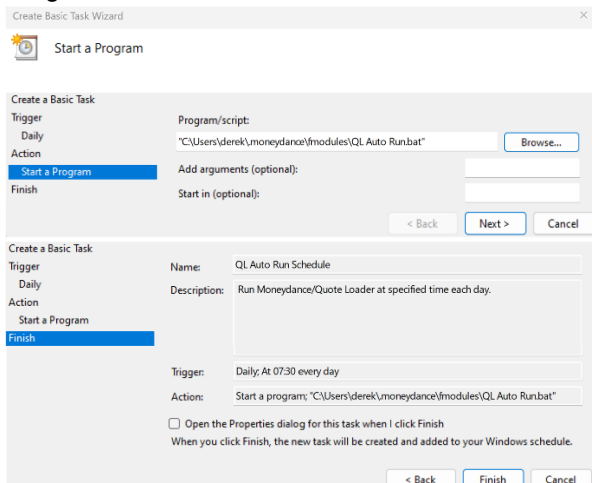 Create Basic Task Wizard
Start a Program
Create a Basic Task
Trigger
Daily
Action
Start a Program
Finish
Program/script:
"C:\Users\derek\.moneydance\fmodules\QL Auto Run.bat"
Browse...
Add arguments (optional):
Start in (optional):
< Back
Next >
Cancel
Create a Basic Task
Trigger
Daily
Action
Start a Program
Finish
Name:
QL Auto Run Schedule
Description:
Run Moneydance/Quote Loader at specified time each day.
Trigger:
Daily; At 07:30 every day
Action:
Start a program; "C:\Users\derek\.moneydance\fmodules\QL Auto Run.bat"
Open the Properties dialog for this task when I click Finish
When you click Finish, the new task will be created and added to your Windows schedule.
< Back
Finish
Cancel